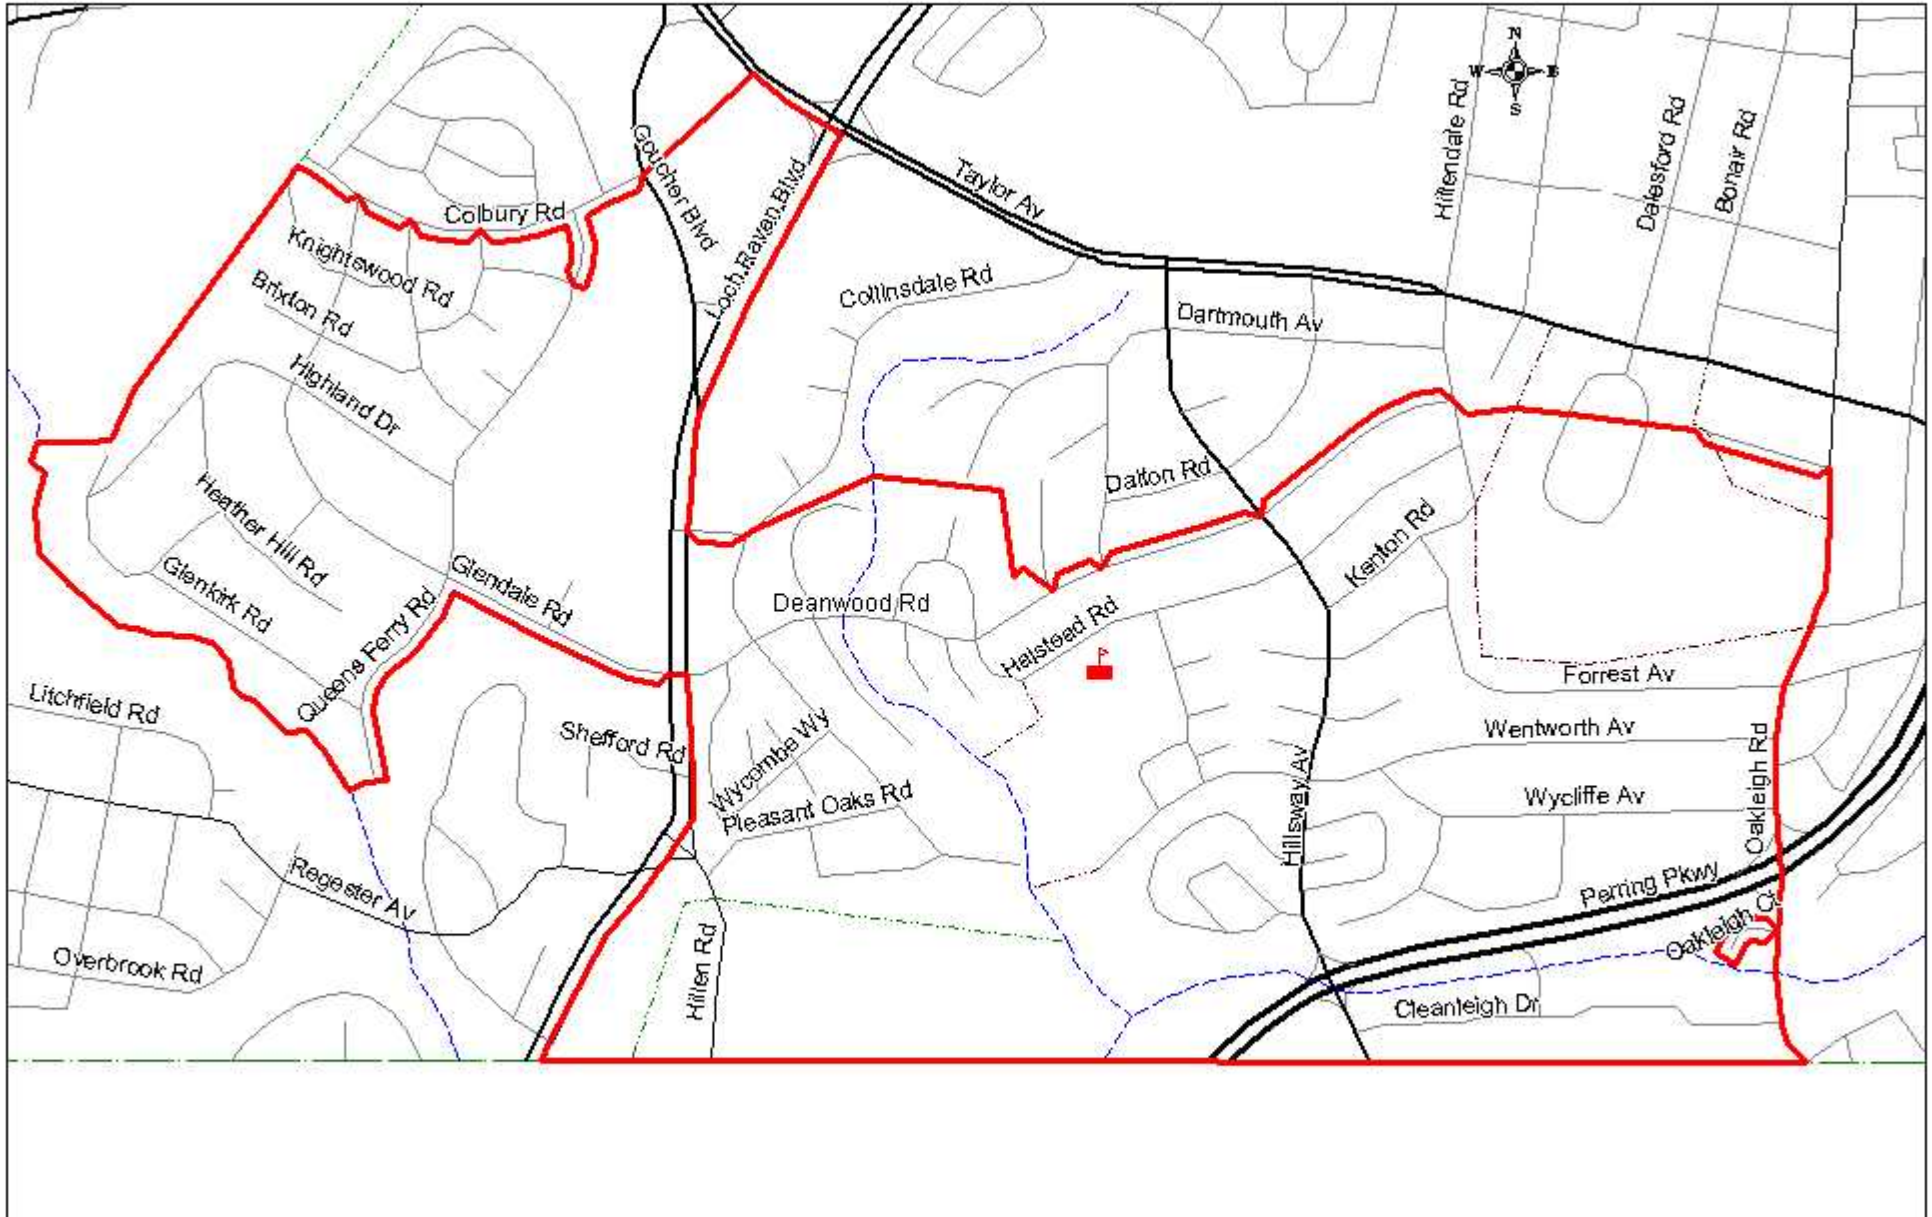 N
W E
S
Hillendale Rd
Dalesford Rd
Bonair Rd
Goucher Blvd
Taylor Av
Loch Raven Blvd
Colbury Rd
Knightswood Rd
Brixton Rd
Collinsdale Rd
Dartmouth Av
Highland Dr
Dalton Rd
Heather Hill Rd
Kenton Rd
Glenkirk Rd
Glendale Rd
Queens Ferry Rd
Deanwood Rd
Halstead Rd
Forrest Av
Litchfield Rd
Shefford Rd
Wycombe Wy
Wentworth Av
Oakleigh Rd
Pleasant Oaks Rd
Wycliffe Av
Hillsway Av
Regester Av
Perring Pkwy
Oakleigh Ct
Overbrook Rd
Hillen Rd
Cleanleigh Dr